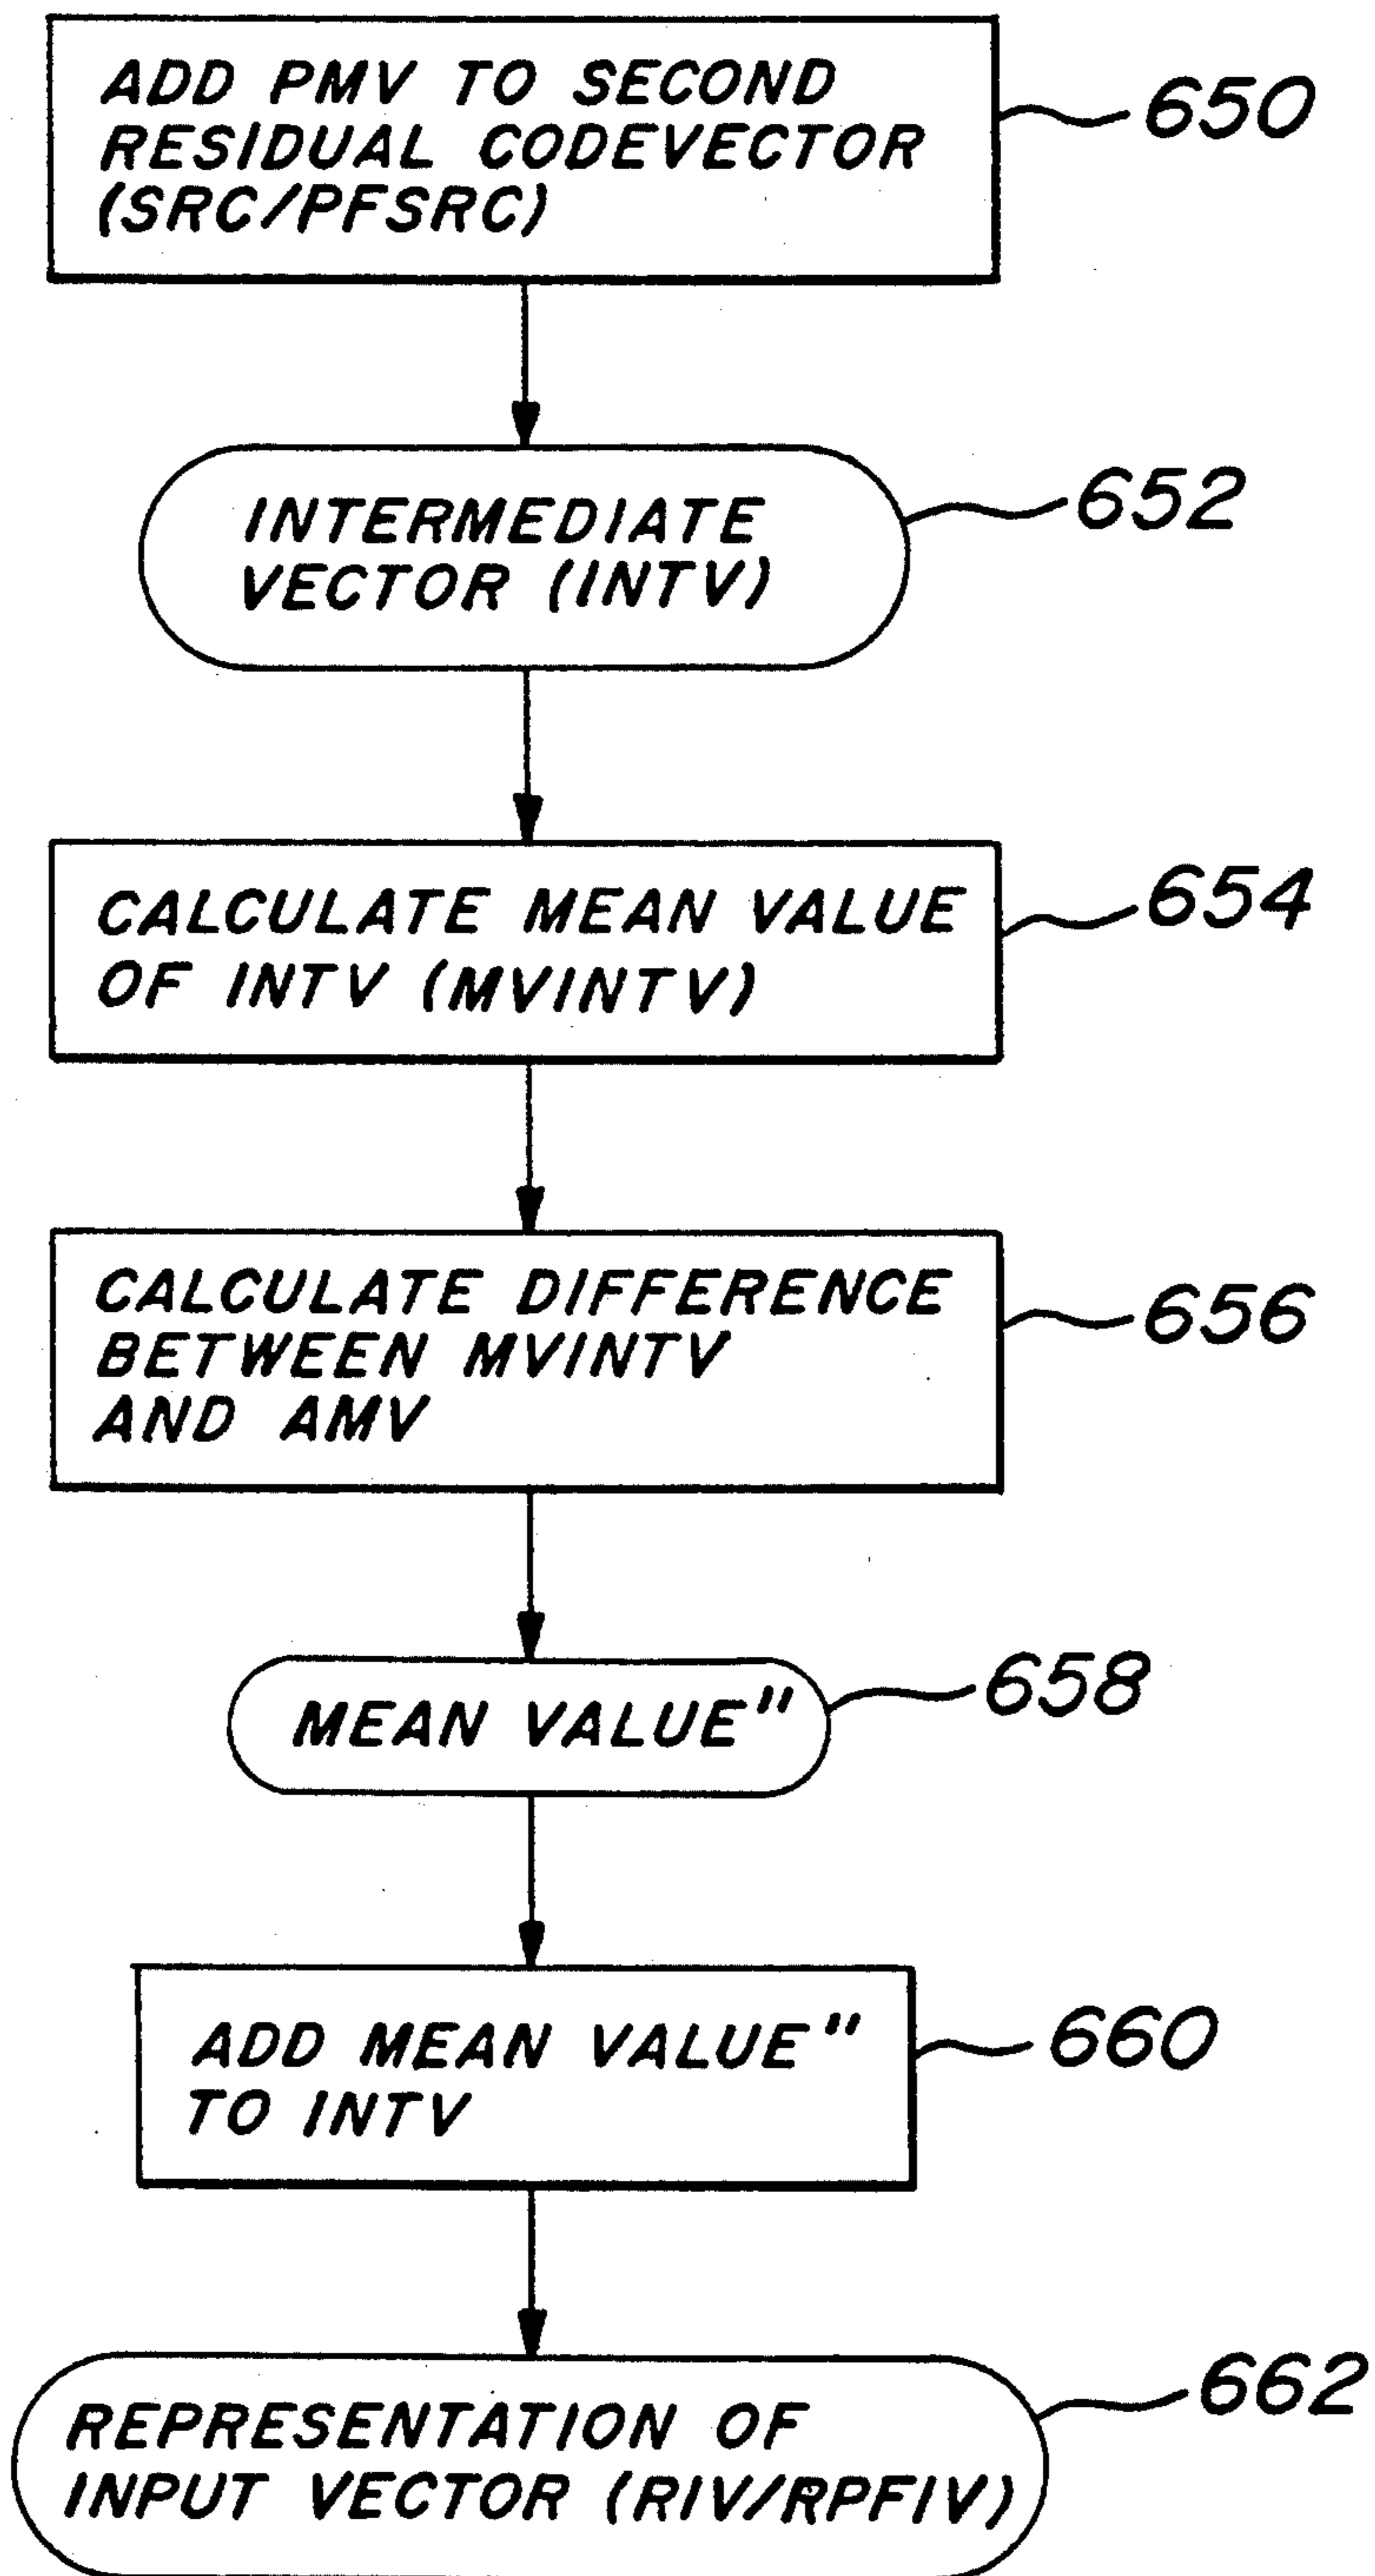 ADD PMV TO SECOND
RESIDUAL CODEVECTOR
(SRC/PFSRC)
650
INTERMEDIATE
VECTOR (INTV)
652
CALCULATE MEAN VALUE
OF INTV (MVINTV)
654
CALCULATE DIFFERENCE
BETWEEN MVINTV
AND AMV
656
MEAN VALUE"
658
ADD MEAN VALUE"
TO INTV
660
REPRESENTATION OF
INPUT VECTOR (RIV/RPFIV)
662